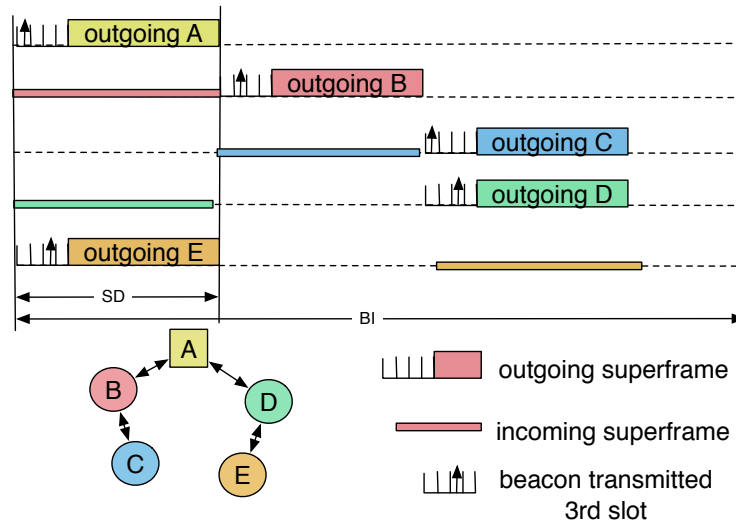 outgoing A
outgoing B
outgoing C
outgoing D
outgoing E
SD
BI
A
B
D
C
E
outgoing superframe
incoming superframe
beacon transmitted
3rd slot